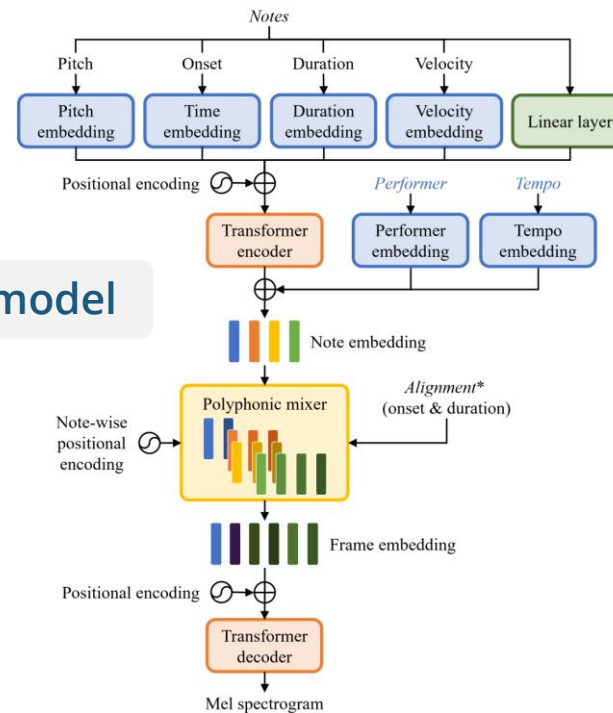 Notes
Pitch
Onset
Duration
Velocity
Pitch
embedding
Time
embedding
Duration
embedding
Velocity
embedding
Linear layer
Positional encoding
Performer
Tempo
Transformer
encoder
Performer
embedding
Tempo
embedding
model
Note embedding
Alignment*
(onset & duration)
Polyphonic mixer
Note-wise
positional
encoding
Frame embedding
Positional encoding
Transformer
decoder
Mel spectrogram